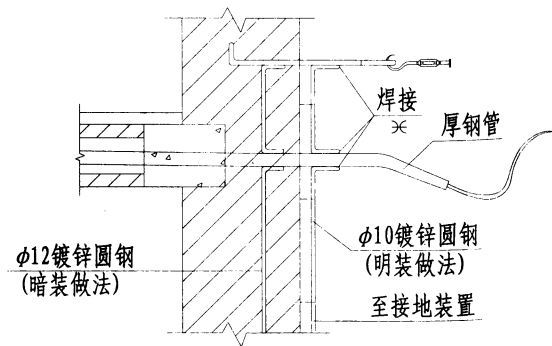 焊接
厚钢管
ϕ12镀锌圆钢
(暗装做法)
ϕ10镀锌圆钢
(明装做法)
至接地装置